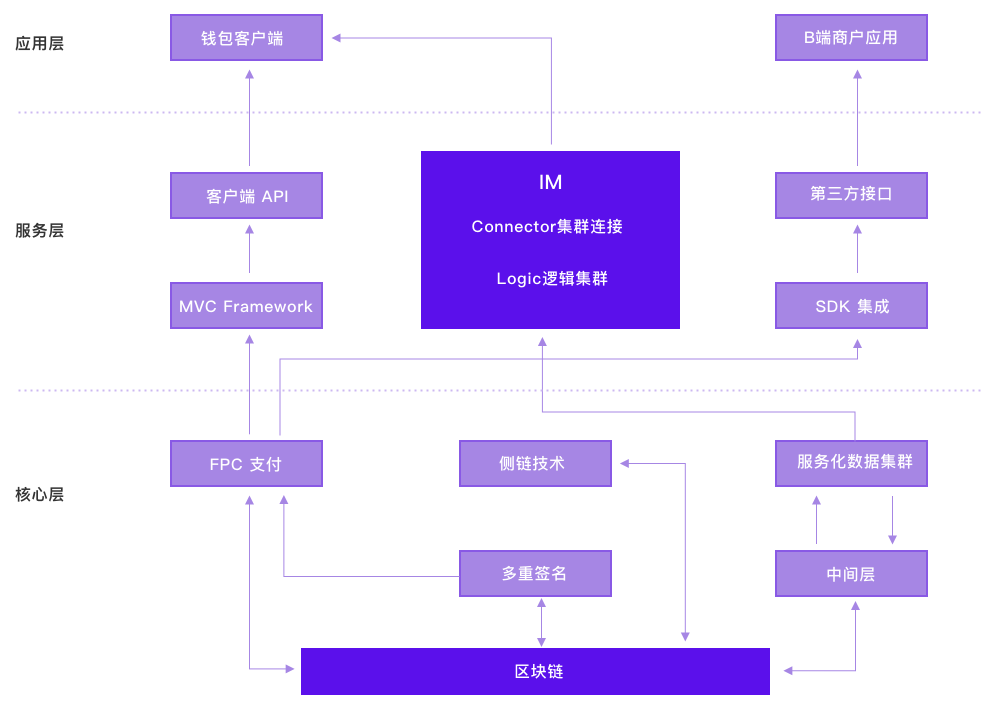 应用层
钱包客户端
B端商户应用
服务层
客户端 API
IM
Connector集群连接
Logic逻辑集群
第三方接口
MVC Framework
SDK 集成
核心层
FPC 支付
侧链技术
服务化数据集群
多重签名
中间层
区块链